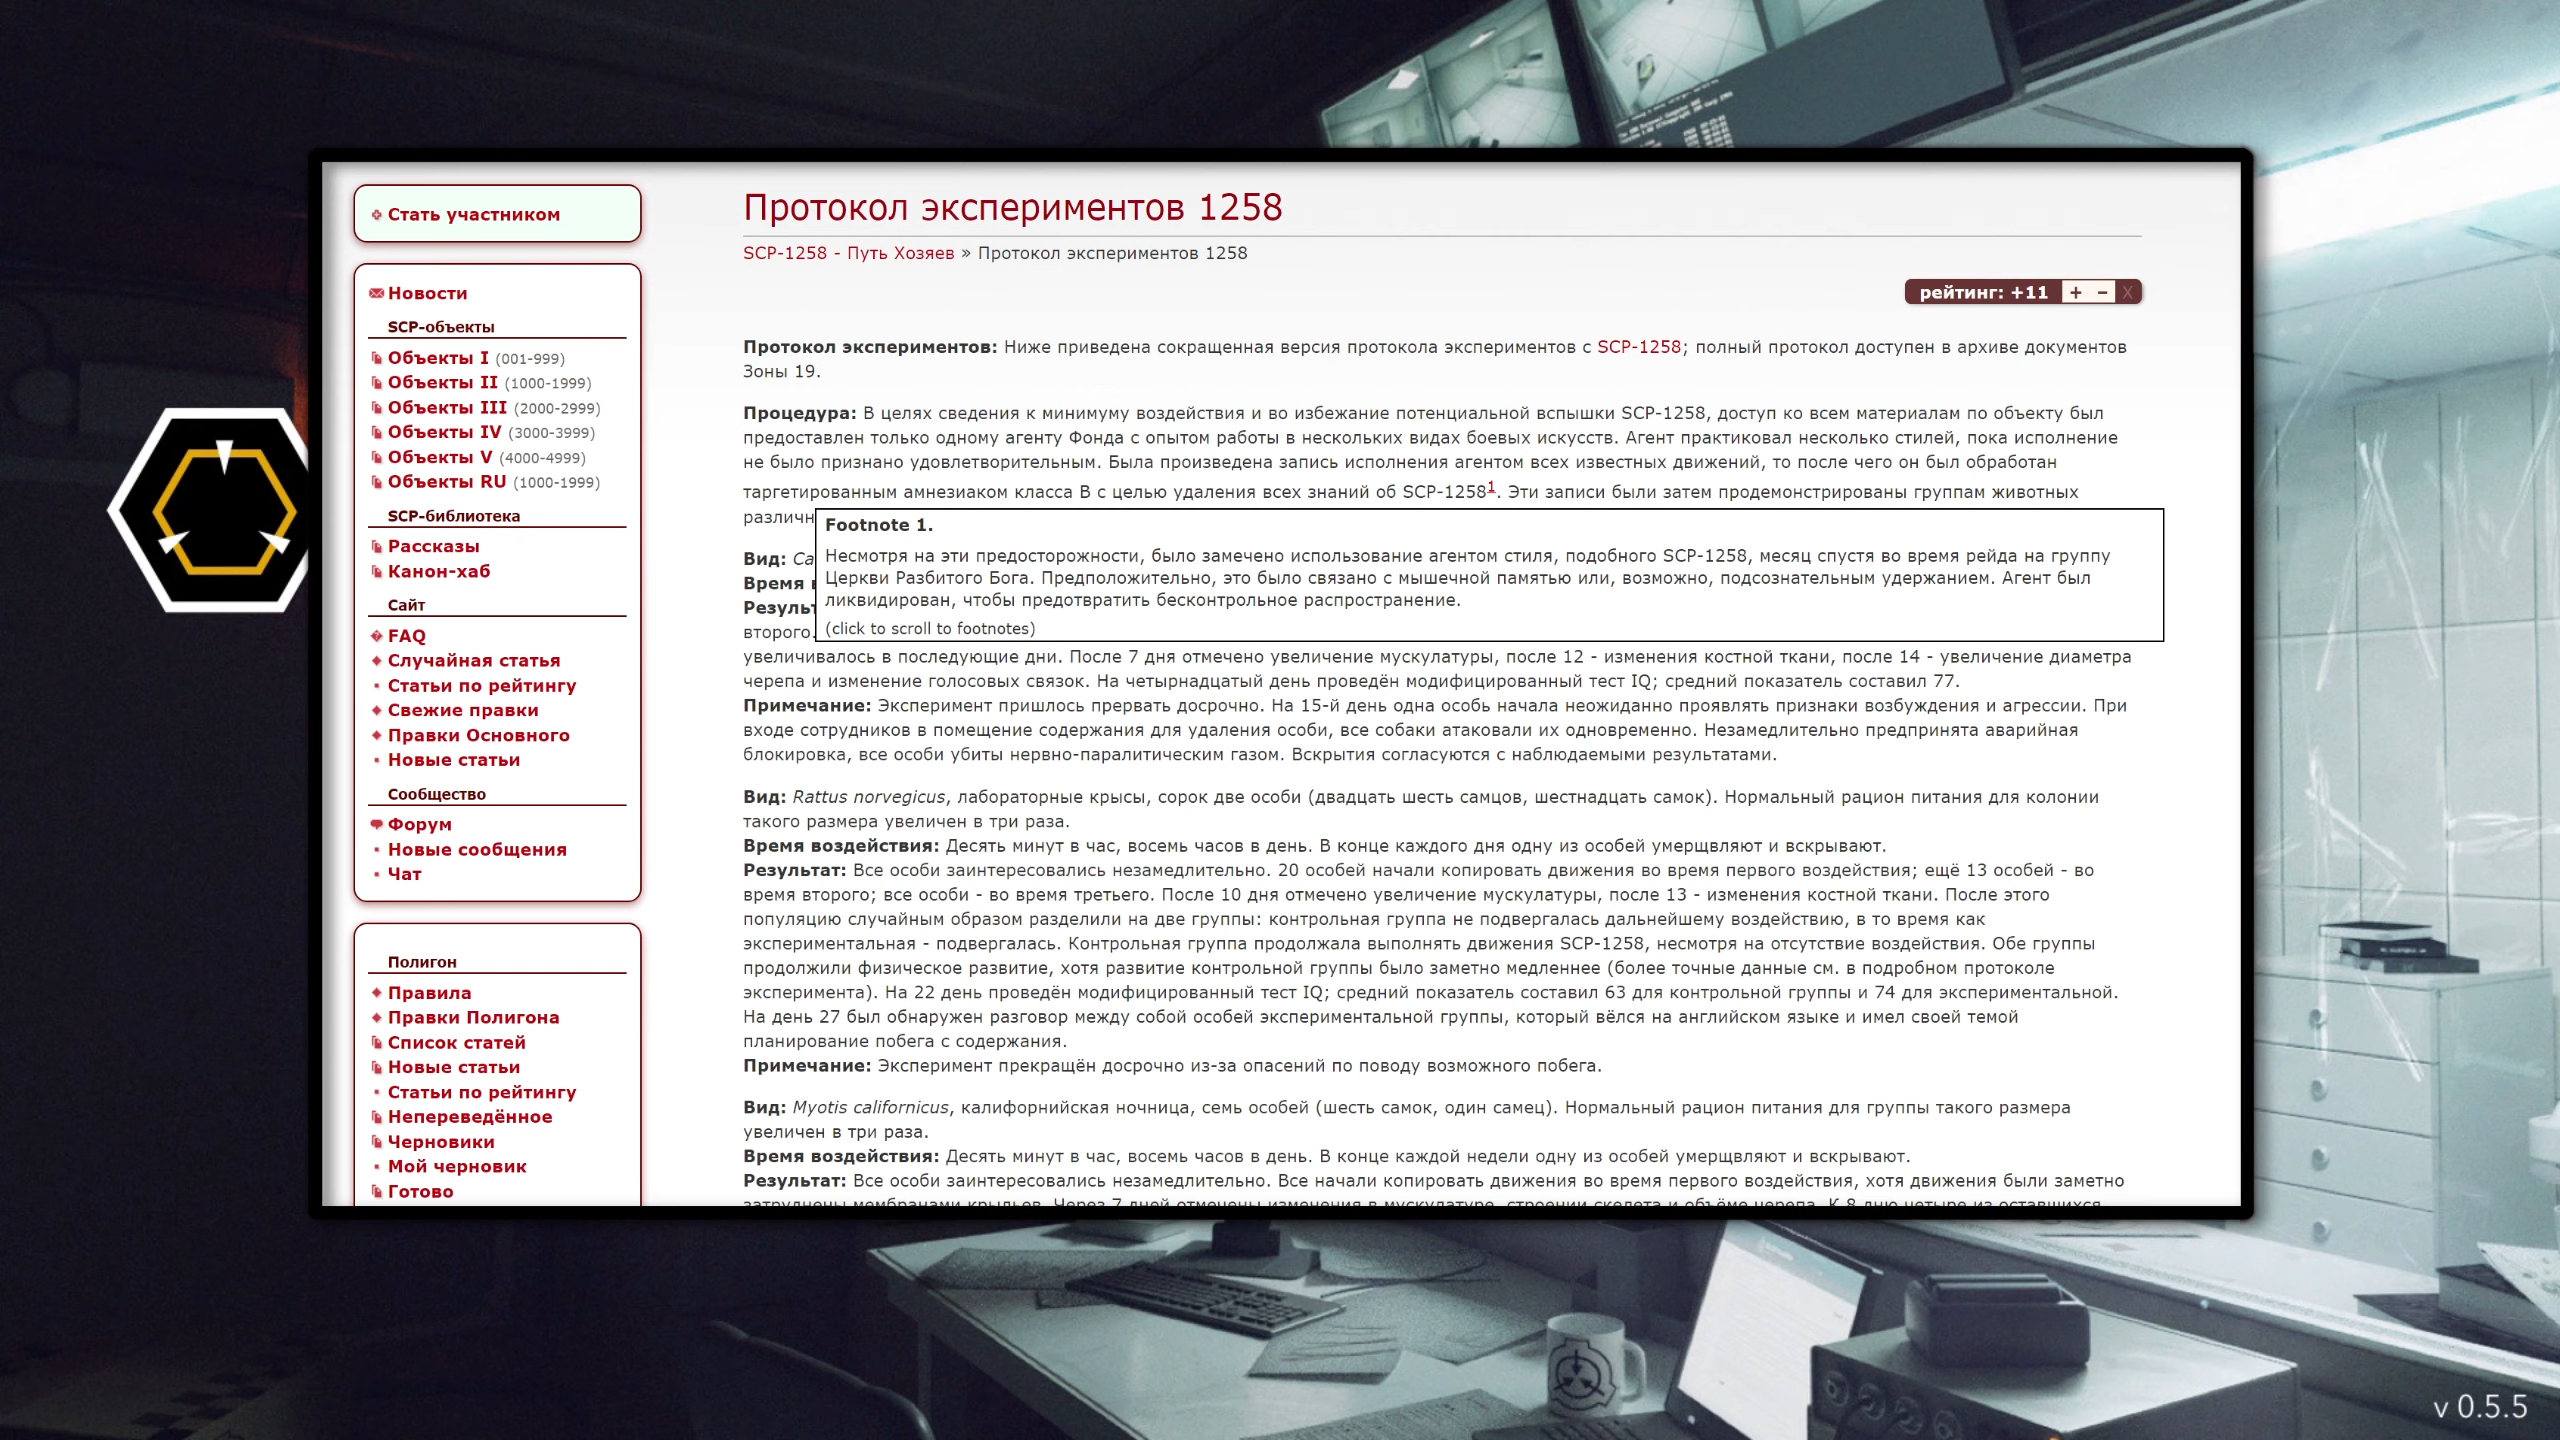 Стать участником
Новости
SCP-объекты
Объекты I (001-999)
Объекты II (1000-1999)
Объекты III (2000-2999)
Объекты IV (3000-3999)
Объекты V (4000-4999)
Объекты RU (1000-1999)
SCP-библиотека
Рассказы
Канон-хаб
Сайт
FAQ
Случайная статья
Статьи по рейтингу
Свежие правки
Правки Основного
Новые статьи
Сообщество
Форум
Новые сообщения
Чат
Полигон
Правила
Правки Полигона
Список статей
Новые статьи
Статьи по рейтингу
Непереведённое
Черновики
Мой черновик
Готово
Протокол экспериментов 1258
SCP-1258 - Путь Хозяев » Протокол экспериментов 1258
рейтинг: +11 + – X
Протокол экспериментов: Ниже приведена сокращенная версия протокола экспериментов с SCP-1258; полный протокол доступен в архиве документов
Зоны 19.
Процедура: В целях сведения к минимуму воздействия и во избежание потенциальной вспышки SCP-1258, доступ ко всем материалам по объекту был
предоставлен только одному агенту Фонда с опытом работы в нескольких видах боевых искусств. Агент практиковал несколько стилей, пока исполнение
не было признано удовлетворительным. Была произведена запись исполнения агентом всех известных движений, то после чего он был обработан
таргетированным амнезиаком класса B с целью удаления всех знаний об SCP-12581. Эти записи были затем продемонстрированы группам животных
различн
Footnote 1.
Несмотря на эти предосторожности, было замечено использование агентом стиля, подобного SCP-1258, месяц спустя во время рейда на группу
Церкви Разбитого Бога. Предположительно, это было связано с мышечной памятью или, возможно, подсознательным удержанием. Агент был
ликвидирован, чтобы предотвратить бесконтрольное распространение.
(click to scroll to footnotes)
Вид: Ca
Время в
Результ
второго.
увеличивалось в последующие дни. После 7 дня отмечено увеличение мускулатуры, после 12 - изменения костной ткани, после 14 - увеличение диаметра
черепа и изменение голосовых связок. На четырнадцатый день проведён модифицированный тест IQ; средний показатель составил 77.
Примечание: Эксперимент пришлось прервать досрочно. На 15-й день одна особь начала неожиданно проявлять признаки возбуждения и агрессии. При
входе сотрудников в помещение содержания для удаления особи, все собаки атаковали их одновременно. Незамедлительно предпринята аварийная
блокировка, все особи убиты нервно-паралитическим газом. Вскрытия согласуются с наблюдаемыми результатами.
Вид: Rattus norvegicus, лабораторные крысы, сорок две особи (двадцать шесть самцов, шестнадцать самок). Нормальный рацион питания для колонии
такого размера увеличен в три раза.
Время воздействия: Десять минут в час, восемь часов в день. В конце каждого дня одну из особей умерщвляют и вскрывают.
Результат: Все особи заинтересовались незамедлительно. 20 особей начали копировать движения во время первого воздействия; ещё 13 особей - во
время второго; все особи - во время третьего. После 10 дня отмечено увеличение мускулатуры, после 13 - изменения костной ткани. После этого
популяцию случайным образом разделили на две группы: контрольная группа не подвергалась дальнейшему воздействию, в то время как
экспериментальная - подвергалась. Контрольная группа продолжала выполнять движения SCP-1258, несмотря на отсутствие воздействия. Обе группы
продолжили физическое развитие, хотя развитие контрольной группы было заметно медленнее (более точные данные см. в подробном протоколе
эксперимента). На 22 день проведён модифицированный тест IQ; средний показатель составил 63 для контрольной группы и 74 для экспериментальной.
На день 27 был обнаружен разговор между собой особей экспериментальной группы, который вёлся на английском языке и имел своей темой
планирование побега с содержания.
Примечание: Эксперимент прекращён досрочно из-за опасений по поводу возможного побега.
Вид: Myotis californicus, калифорнийская ночница, семь особей (шесть самок, один самец). Нормальный рацион питания для группы такого размера
увеличен в три раза.
Время воздействия: Десять минут в час, восемь часов в день. В конце каждой недели одну из особей умерщвляют и вскрывают.
Результат: Все особи заинтересовались незамедлительно. Все начали копировать движения во время первого воздействия, хотя движения были заметно
затруднены мембранами крыльев. Через 7 дней отмечены изменения в мускулатуре, строении скелета и объёме черепа. К 8 дню четыре из оставшихся
v 0.5.5